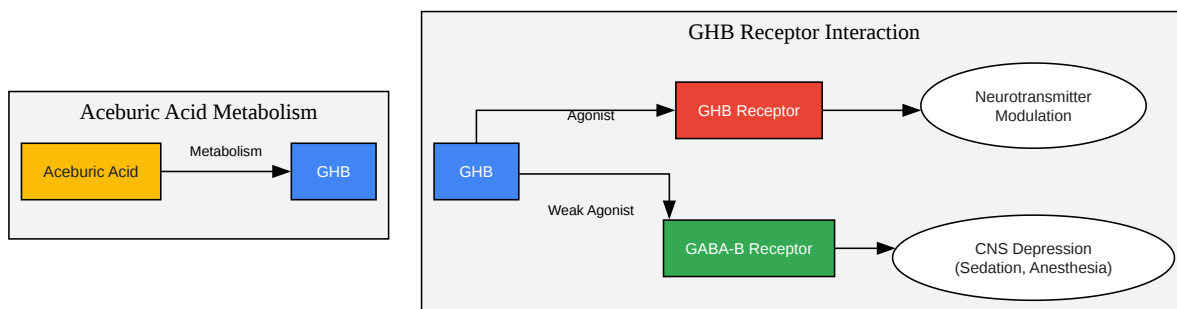 Aceburic Acid Metabolism
Aceburic Acid
Metabolism
GHB
GHB Receptor Interaction
GHB
Agonist
GHB Receptor
Neurotransmitter
Modulation
Weak Agonist
GABA-B Receptor
CNS Depression
(Sedation, Anesthesia)